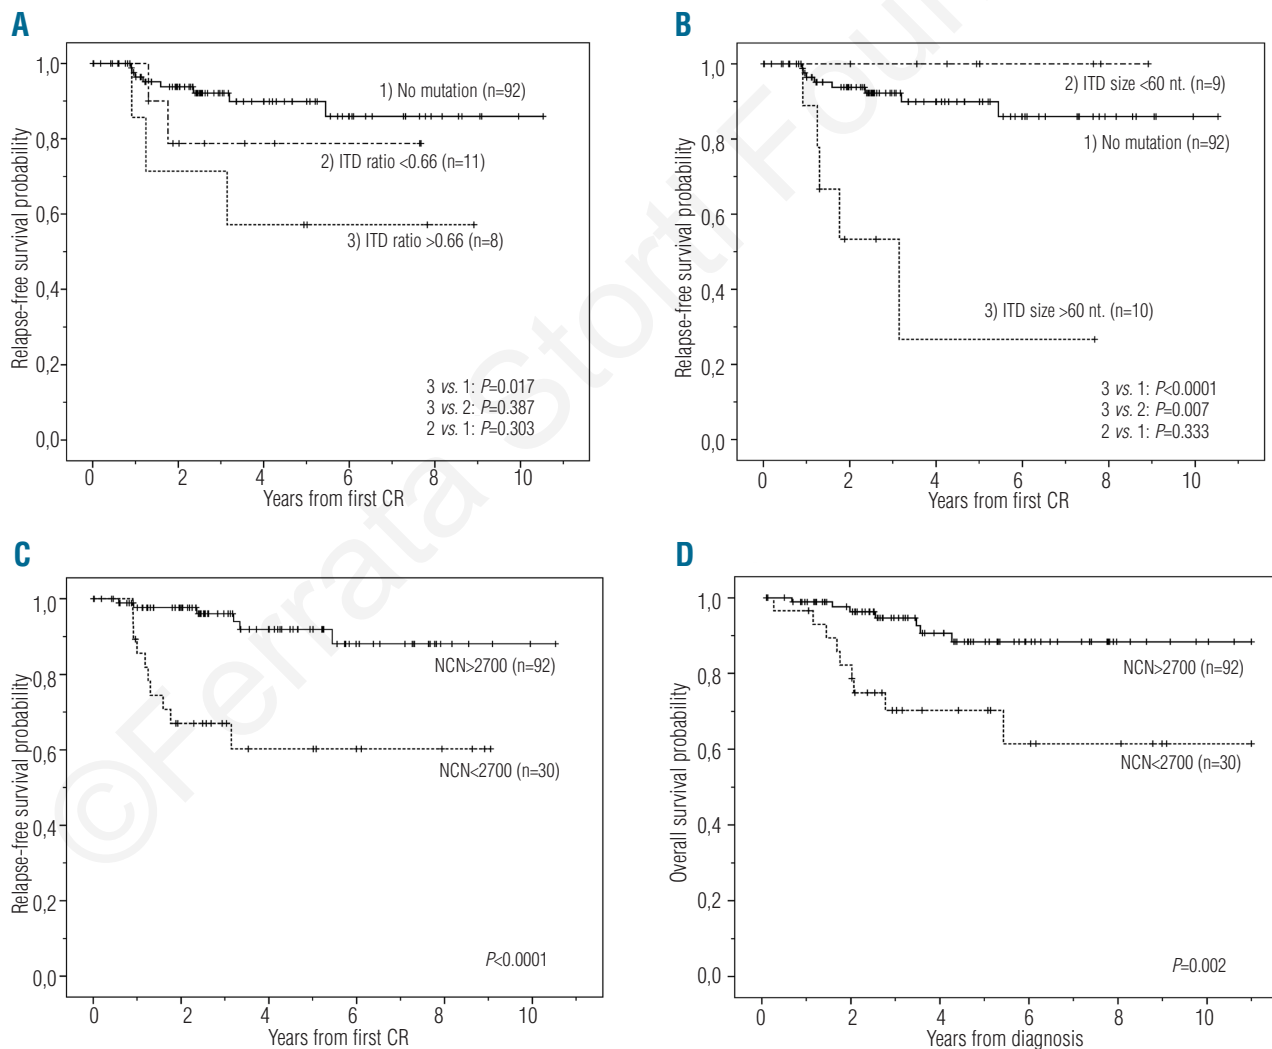 A
Relapse-free survival probability
1,0
0,8
0,6
0,4
0,2
0,0
1) No mutation (n=92)
2) ITD ratio <0.66 (n=11)
3) ITD ratio >0.66 (n=8)
3 vs. 1: P=0.017
3 vs. 2: P=0.387
2 vs. 1: P=0.303
0 2 4 6 8 10
Years from first CR
B
Relapse-free survival probability
1,0
0,8
0,6
0,4
0,2
0,0
2) ITD size <60 nt. (n=9)
1) No mutation (n=92)
3) ITD size >60 nt. (n=10)
3 vs. 1: P<0.0001
3 vs. 2: P=0.007
2 vs. 1: P=0.333
0 2 4 6 8 10
Years from first CR
C
Relapse-free survival probability
1,0
0,8
0,6
0,4
0,2
0,0
NCN>2700 (n=92)
NCN<2700 (n=30)
P<0.0001
0 2 4 6 8 10
Years from first CR
D
Overall survival probability
1,0
0,8
0,6
0,4
0,2
0,0
NCN>2700 (n=92)
NCN<2700 (n=30)
P=0.002
0 2 4 6 8 10
Years from diagnosis
©Ferrata Storti Foun